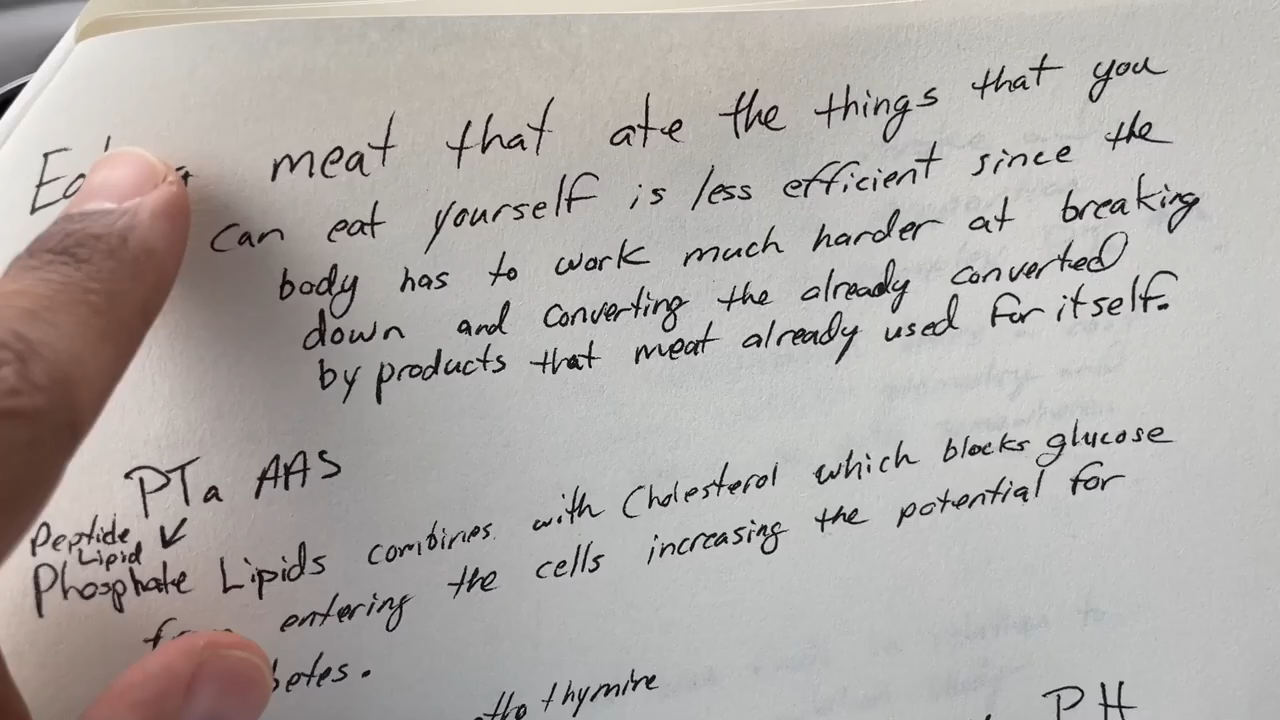 meat that ate the things that you
can eat yourself is less efficient since the
body has to work much harder at breaking
down and converting the already converted
by products that meat already used for itself.
PTa AAS
Peptide
Lipid
Phosphate Lipids combines with Cholesterol which blocks glucose
entering the cells increasing the potential for
thymine
PH